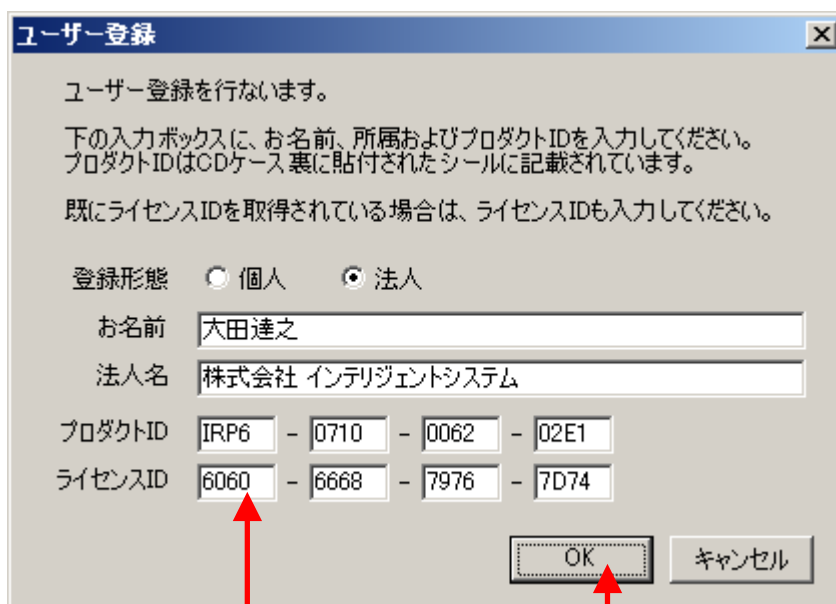 ユーザー登録
ユーザー登録を行ないます。
下の入力ボックスに、お名前、所属およびプロダクトIDを入力してください。
プロダクトIDはCDケース裏に貼付されたシールに記載されています。
既にライセンスIDを取得されている場合は、ライセンスIDも入力してください。
登録形態 個人 法人
お名前 大田達之
法人名 株式会社 インテリジェントシステム
プロダクトID IRP6 - 0710 - 0062 - 02E1
ライセンスID 6060 - 6668 - 7976 - 7D74
OK キャンセル